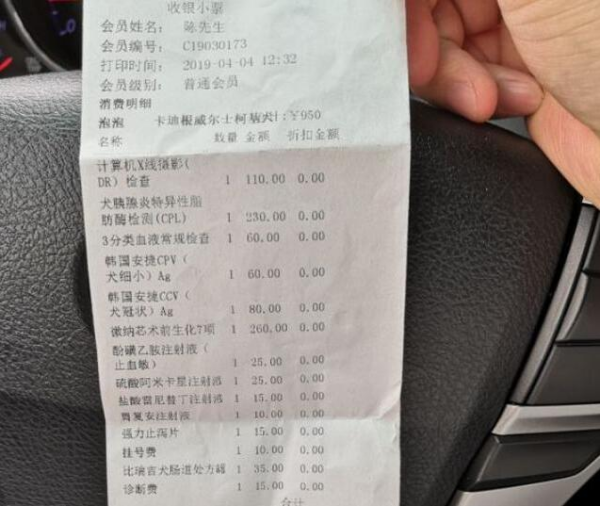 收银小票
会员姓名： 陈先生
会员编号： C19030173
打印时间： 2019-04-04 12:32
会员级别： 普通会员
消费明细
泡泡 卡迪根威尔士柯基犬 ：￥950
名称 数量 金额 折扣金额
计算机X线摄影(
DR) 检查 1 110.00 0.00
犬胰腺炎特异性脂
肪酶检测(CPL) 1 230.00 0.00
3分类血液常规检查 1 60.00 0.00
韩国安捷CPV（
犬细小）Ag 1 60.00 0.00
韩国安捷CCV（
犬冠状）Ag 1 80.00 0.00
微纳芯术前生化7项 1 260.00 0.00
酚磺乙胺注射液（
止血敏） 1 25.00 0.00
硫酸阿米卡星注射液 1 25.00 0.00
盐酸雷尼替丁注射液 1 15.00 0.00
胃复安注射液 1 10.00 0.00
强力止泻片 1 15.00 0.00
挂号费 1 10.00 0.00
比瑞吉犬肠道处方罐 1 35.00 0.00
诊断费 1 15.00 0.00
合计